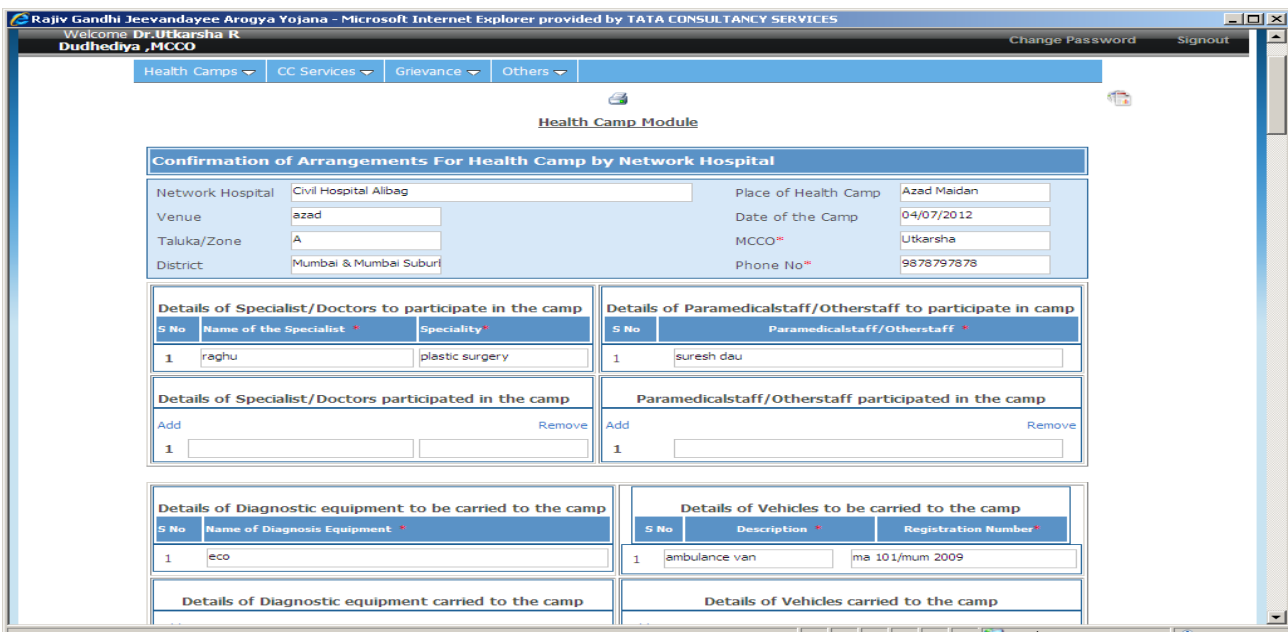 Rajiv Gandhi Jeevandayee Arogya Yojana - Microsoft Internet Explorer provided by TATA CONSULTANCY SERVICES
Welcome Dr.Utkarsha R
Dudhediya ,MCCO
Change Password Signout
Health Camps CC Services Grievance Others
Health Camp Module
Confirmation of Arrangements For Health Camp by Network Hospital
Network Hospital Civil Hospital Alibag Place of Health Camp Azad Maidan
Venue azad Date of the Camp 04/07/2012
Taluka/Zone A MCCO* Utkarsha
District Mumbai & Mumbai Phone No* 9878797878
Details of Specialist/Doctors to participate in the camp Details of Paramedicalstaff/Otherstaff to participate in camp
S No Name of the Specialist * Speciality* S No Paramedicalstaff/Otherstaff *
1 raghu plastic surgery 1 suresh dau
Details of Specialist/Doctors participated in the camp Paramedicalstaff/Otherstaff participated in the camp
Add Remove Add Remove
1 1
Details of Diagnostic equipment to be carried to the camp Details of Vehicles to be carried to the camp
S No Name of Diagnosis Equipment * S No Description * Registration Number*
1 eco 1 ambulance van ma 101/mum 2009
Details of Diagnostic equipment carried to the camp Details of Vehicles carried to the camp